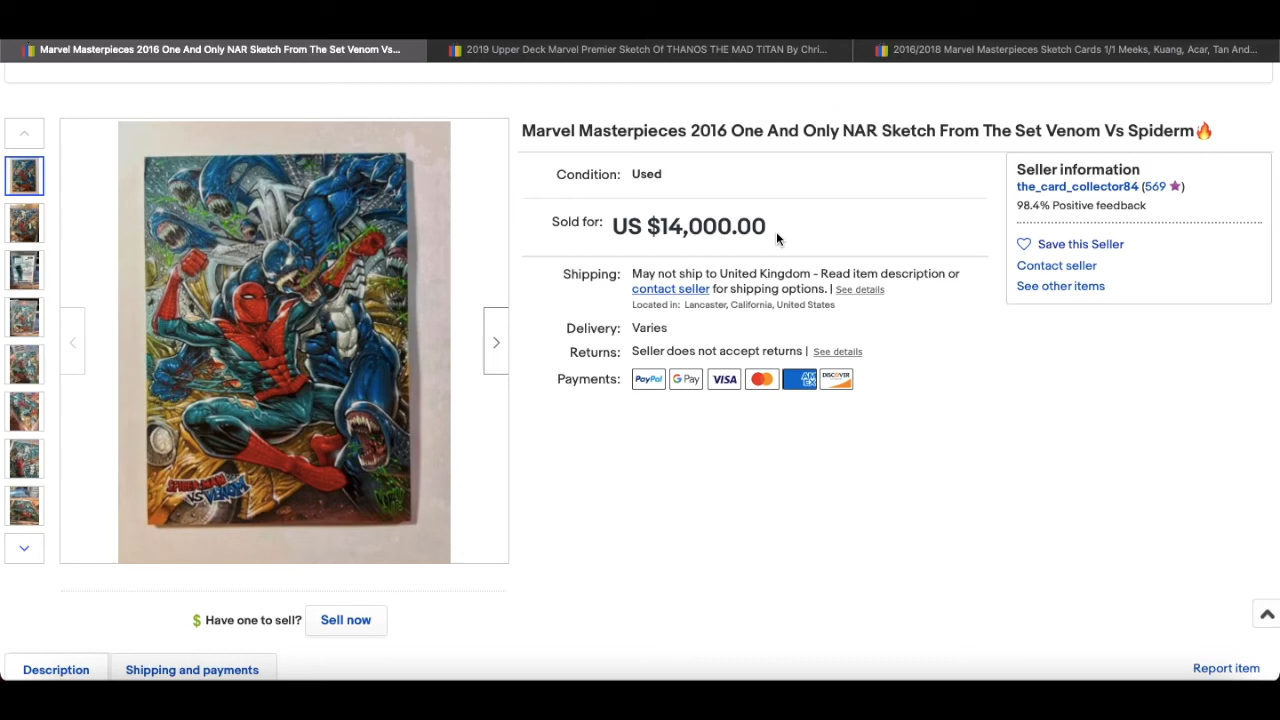 Marvel Masterpieces 2016 One And Only NAR Sketch From The Set Venom Vs...
2019 Upper Deck Marvel Premier Sketch Of THANOS THE MAD TITAN By Chri...
2016/2018 Marvel Masterpieces Sketch Cards 1/1 Meeks, Kuang, Acar, Tan And...
Marvel Masterpieces 2016 One And Only NAR Sketch From The Set Venom Vs Spiderm🔥
Condition: Used
Sold for: US $14,000.00
Shipping: May not ship to United Kingdom - Read item description or
contact seller for shipping options. | See details
Located in: Lancaster, California, United States
Delivery: Varies
Returns: Seller does not accept returns | See details
Payments: PayPal G Pay VISA AM EX DISCOVER
Seller information
the_card_collector84 (569 ★)
98.4% Positive feedback
Save this Seller
Contact seller
See other items
SPIDER-MAN
VS VENOM
Have one to sell? Sell now
Description
Shipping and payments
Report item